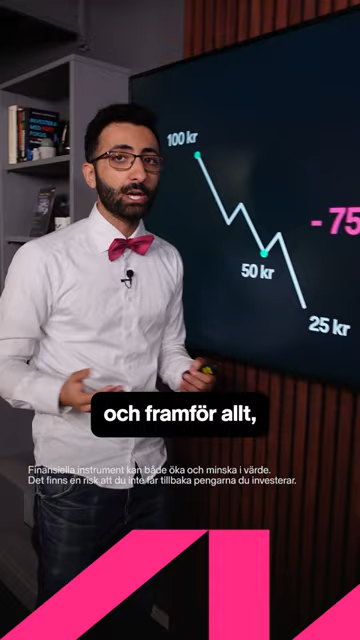 100 kr
- 75
50 kr
25 kr
och framför allt,
Finansiella instrument kan både öka och minska i värde.
Det finns en risk att du inte får tillbaka pengarna du investerar.